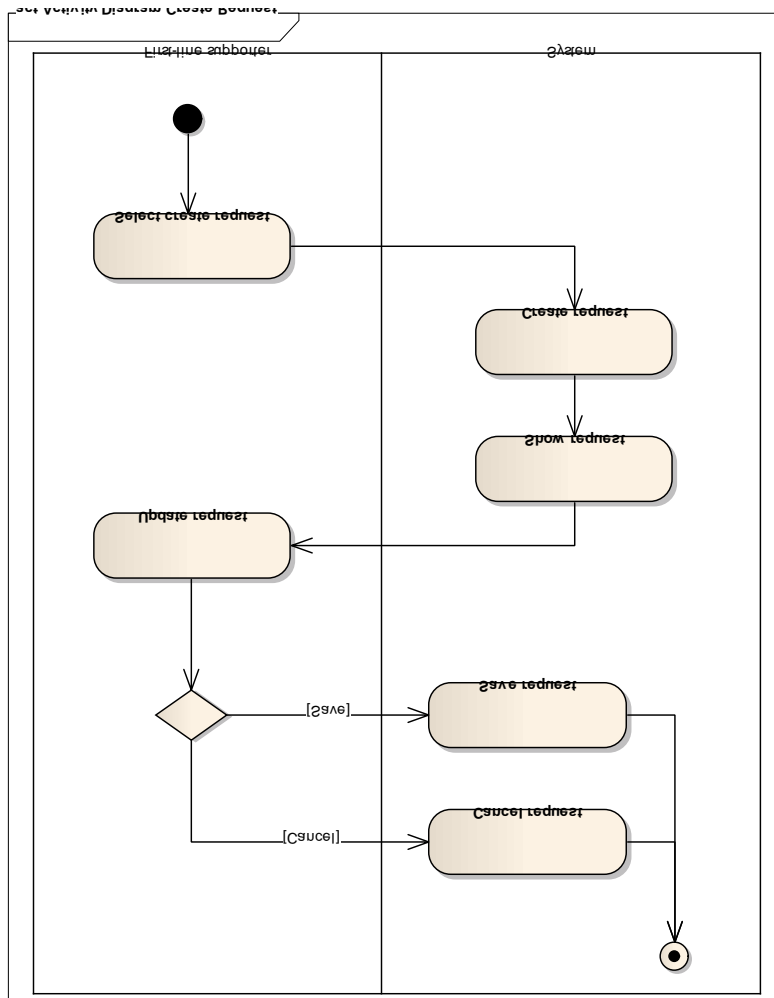 act Activity Diagram Create Request
First-line supporter
System
Select create request
Create request
Show request
Update request
Save request
[Save]
Cancel request
[Cancel]